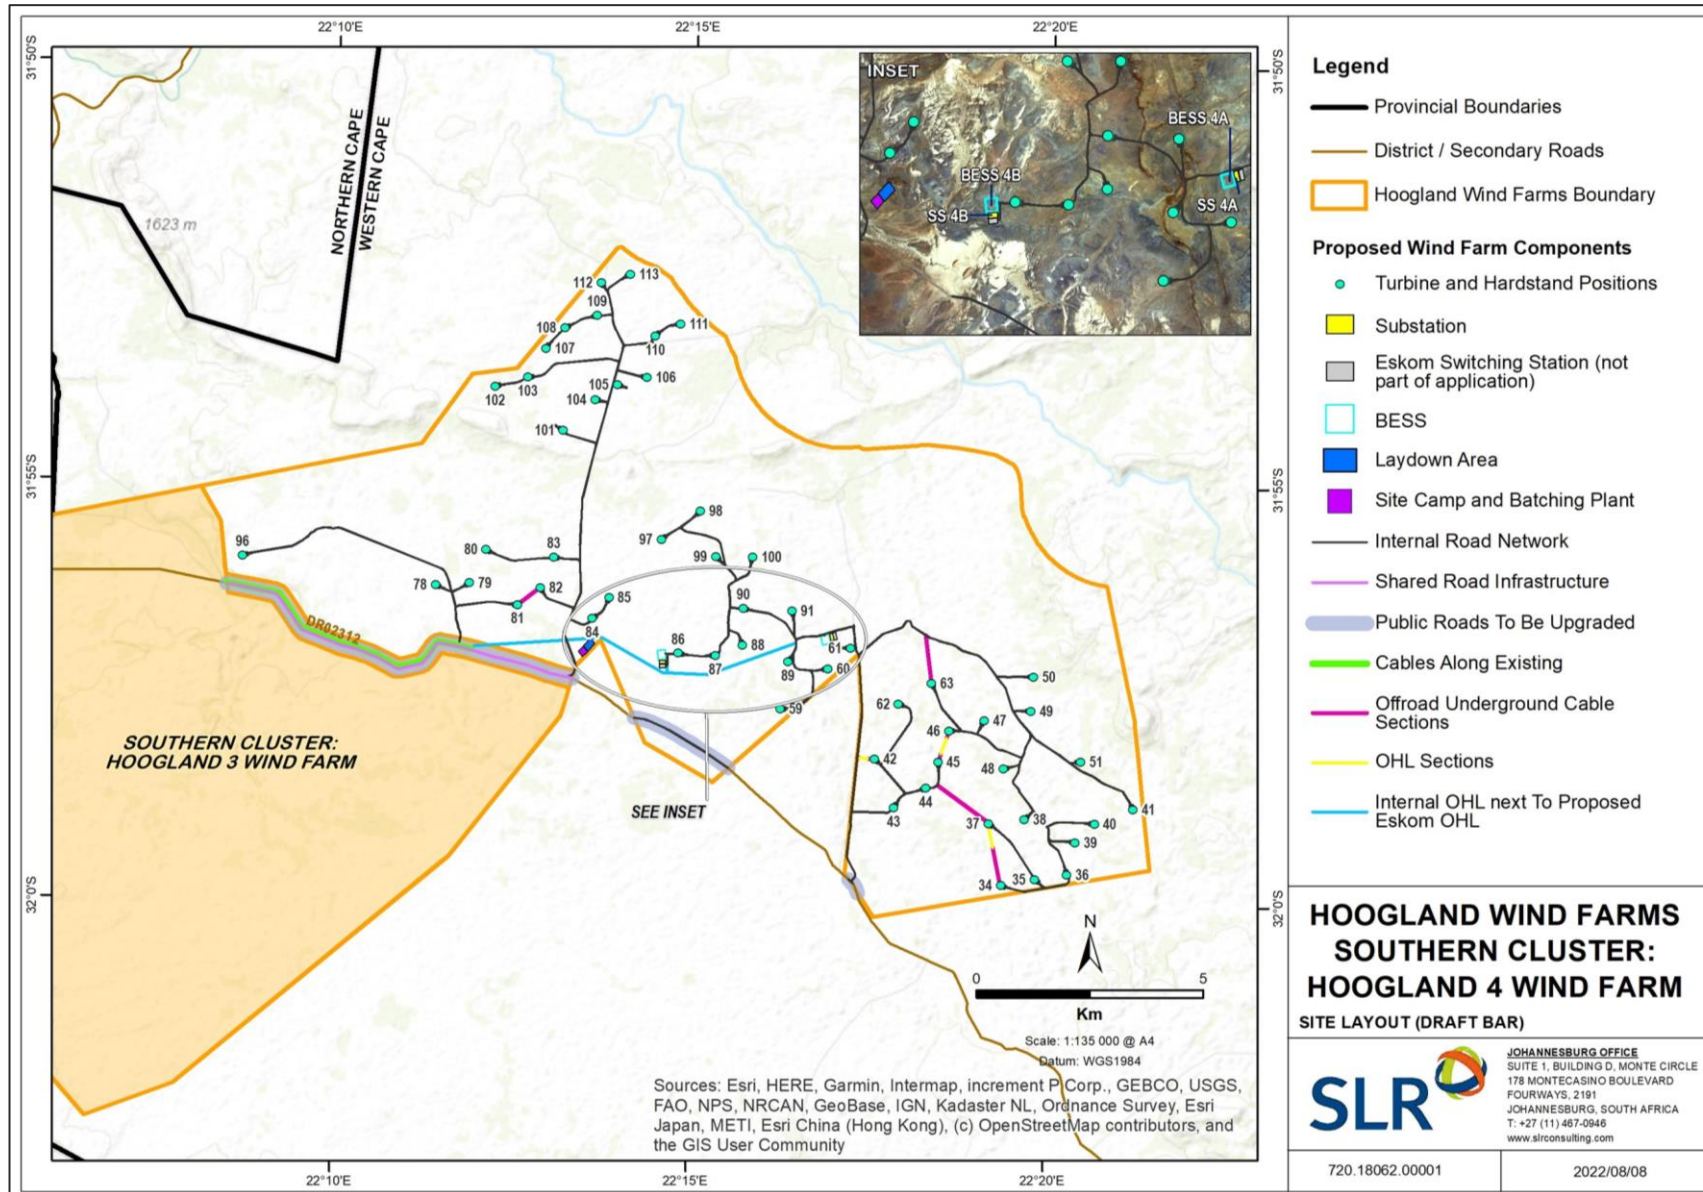 22°10'E
22°15'E
22°20'E
31°50'S
31°50'S
NORTHERN CAPE
WESTERN CAPE
1623 m
INSET
BESS 4A
BESS 4B
SS 4B
SS 4A
112
113
109
108
111
107
110
103
105
106
102
104
101
31°55'S
31°55'S
98
97
96
80
83
99
100
78
79
82
81
85
90
91
DR02312
84
86
88
61
87
89
60
59
50
63
62
47
49
46
42
45
48
51
44
43
37
38
40
41
39
34
35
36
SOUTHERN CLUSTER:
HOOGLAND 3 WIND FARM
SEE INSET
32°0'S
32°0'S
N
0
5
Km
Scale: 1:135 000 @ A4
Datum: WGS1984
Sources: Esri, HERE, Garmin, Intermap, increment P Corp., GEBCO, USGS,
FAO, NPS, NRCAN, GeoBase, IGN, Kadaster NL, Ordnance Survey, Esri
Japan, METI, Esri China (Hong Kong), (c) OpenStreetMap contributors, and
the GIS User Community
22°10'E
22°15'E
22°20'E
Legend
Provincial Boundaries
District / Secondary Roads
Hoogland Wind Farms Boundary
Proposed Wind Farm Components
Turbine and Hardstand Positions
Substation
Eskom Switching Station (not
part of application)
BESS
Laydown Area
Site Camp and Batching Plant
Internal Road Network
Shared Road Infrastructure
Public Roads To Be Upgraded
Cables Along Existing
Offroad Underground Cable
Sections
OHL Sections
Internal OHL next To Proposed
Eskom OHL
HOOGLAND WIND FARMS
SOUTHERN CLUSTER:
HOOGLAND 4 WIND FARM
SITE LAYOUT (DRAFT BAR)
SLR
JOHANNESBURG OFFICE
SUITE 1, BUILDING D, MONTE CIRCLE
178 MONTECASINO BOULEVARD
FOURWAYS, 2191
JOHANNESBURG, SOUTH AFRICA
T: +27 (11) 467-0946
www.slrconsulting.com
720.18062.00001
2022/08/08